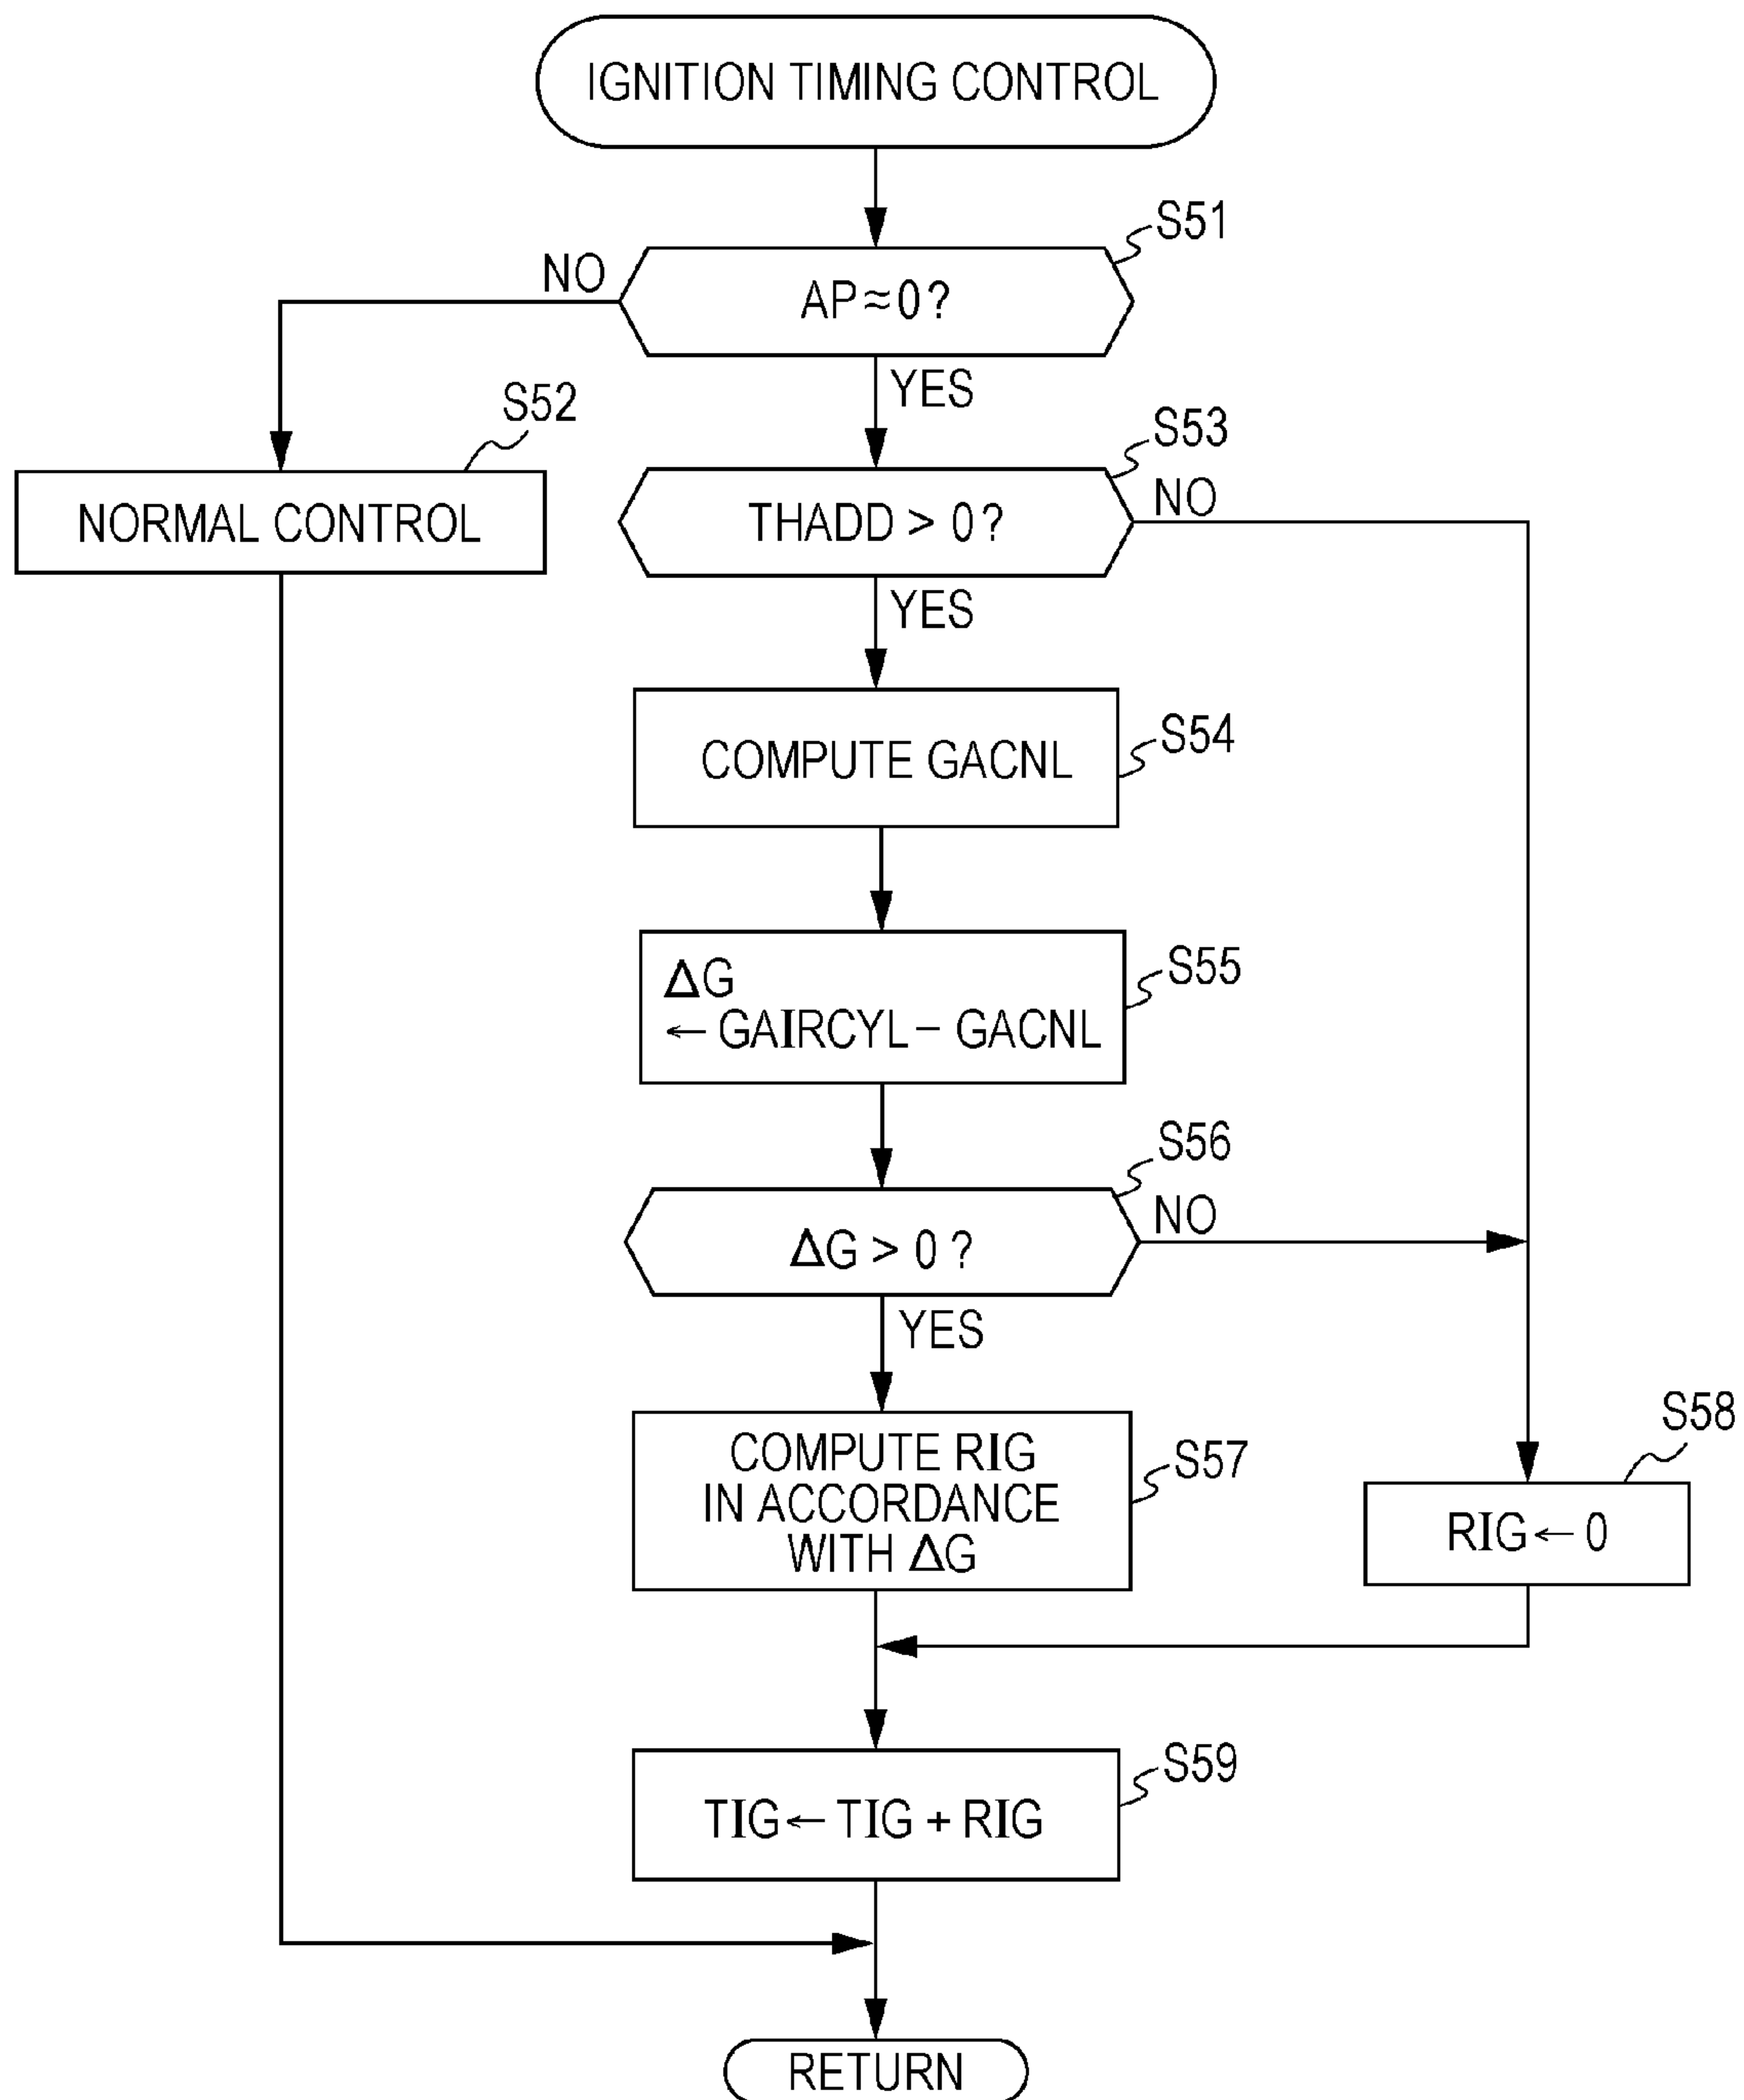 IGNITION TIMING CONTROL
S51
NO
AP≈0?
YES
S52
S53
NORMAL CONTROL
THADD > 0?
NO
YES
S54
COMPUTE GACNL
S55
ΔG
← GAIRCYL – GACNL
S56
ΔG > 0?
NO
YES
S57
COMPUTE RIG
IN ACCORDANCE
WITH ΔG
S58
RIG ← 0
S59
TIG ← TIG + RIG
RETURN